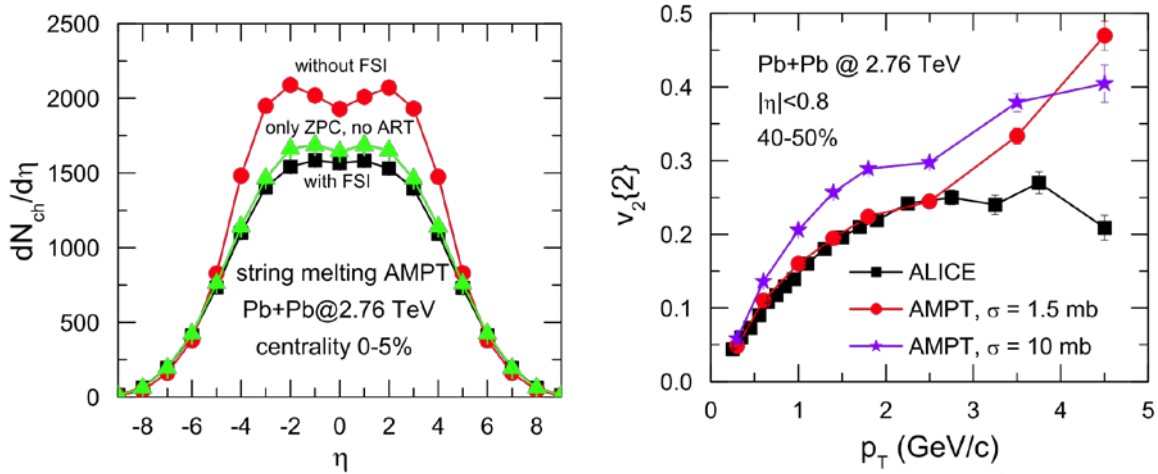 dN_ch/dη
2500
2000
1500
1000
500
0
without FSI
only ZPC, no ART
with FSI
string melting AMPT
Pb+Pb@2.76 TeV
centrality 0-5%
-8 -6 -4 -2 0 2 4 6 8
η
v_2{2}
0.5
0.4
0.3
0.2
0.1
0.0
Pb+Pb @ 2.76 TeV
|η|<0.8
40-50%
ALICE
AMPT, σ = 1.5 mb
AMPT, σ = 10 mb
0 1 2 3 4 5
p_T (GeV/c)